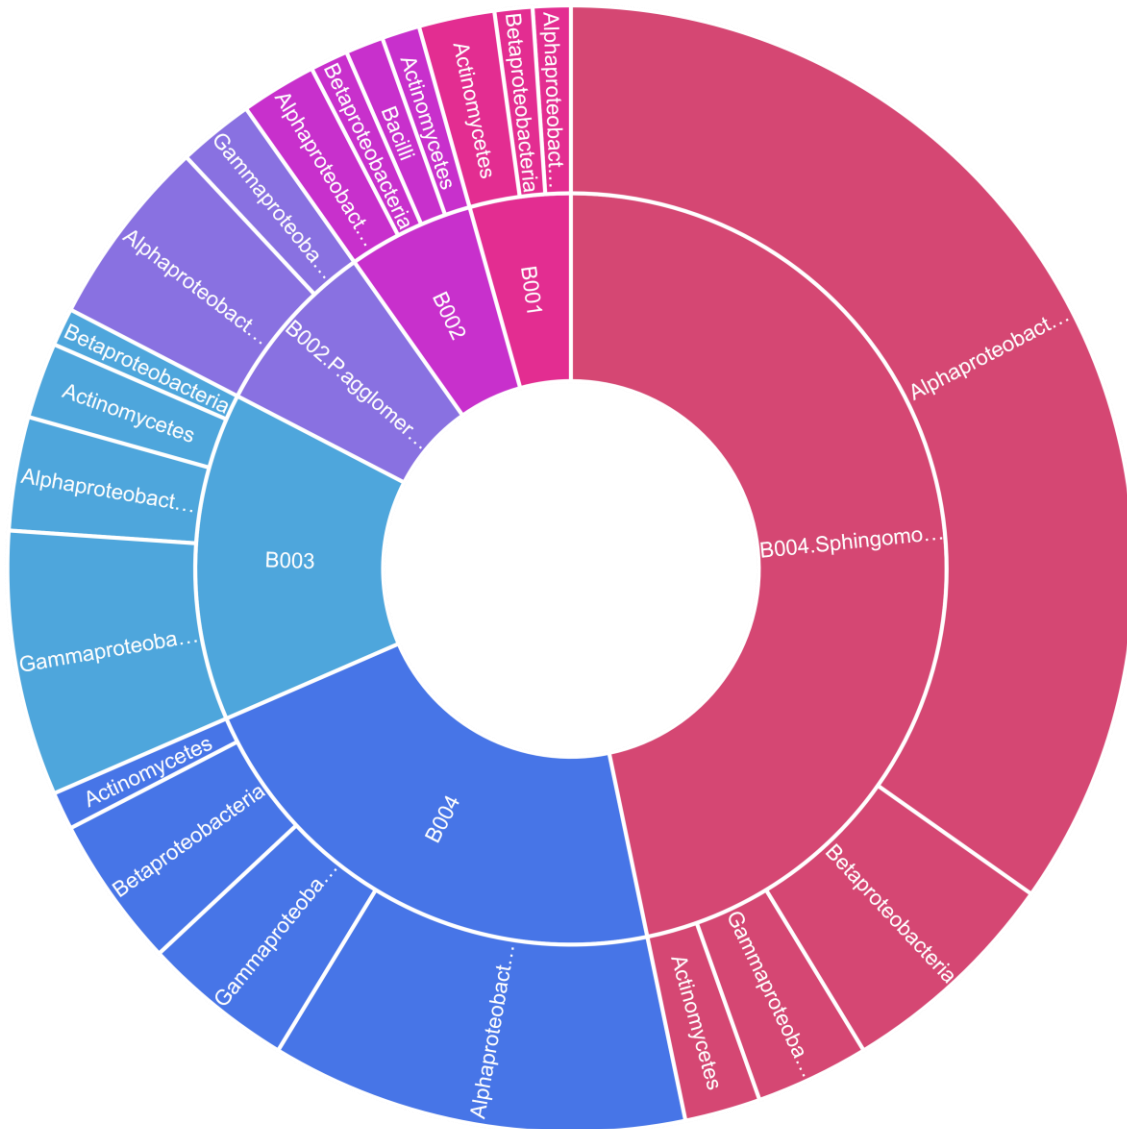 B004.Sphingomo…
Alphaproteobact…
Betaproteobacteria
Gammaproteoba…
Actinomycetes
B004
Alphaproteobact…
Gammaproteoba…
Betaproteobacteria
Actinomycetes
B003
Gammaproteoba…
Alphaproteobact…
Actinomycetes
Betaproteobacteria
B002.P.agglomer…
Alphaproteobact…
Gammaproteoba…
B002
Alphaproteobact…
Betaproteobacteria
Bacilli
Actinomycetes
B001
Actinomycetes
Betaproteobacteria
Alphaproteobact…